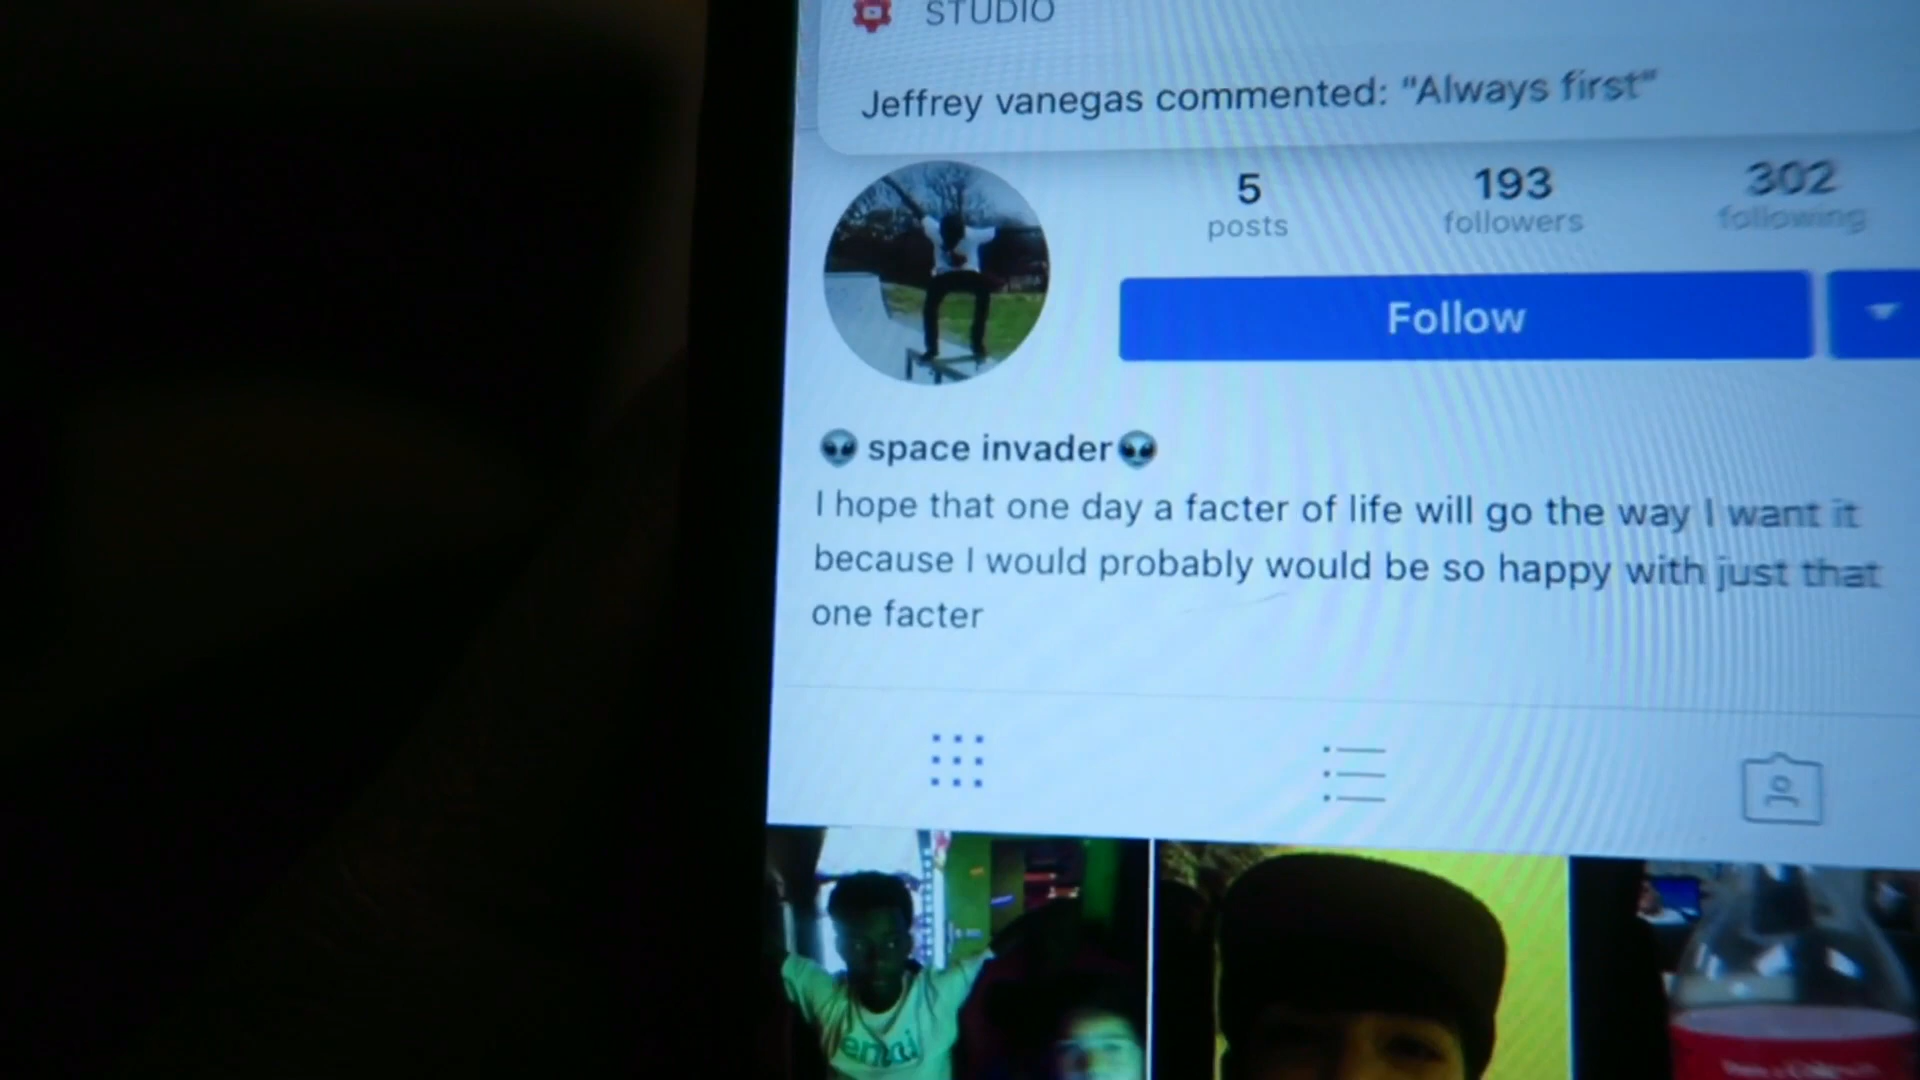 STUDIO
Jeffrey vanegas commented: "Always first"
5 193 302
posts followers following
Follow
👽 space invader👽
I hope that one day a facter of life will go the way I want it
because I would probably would be so happy with just that
one facter